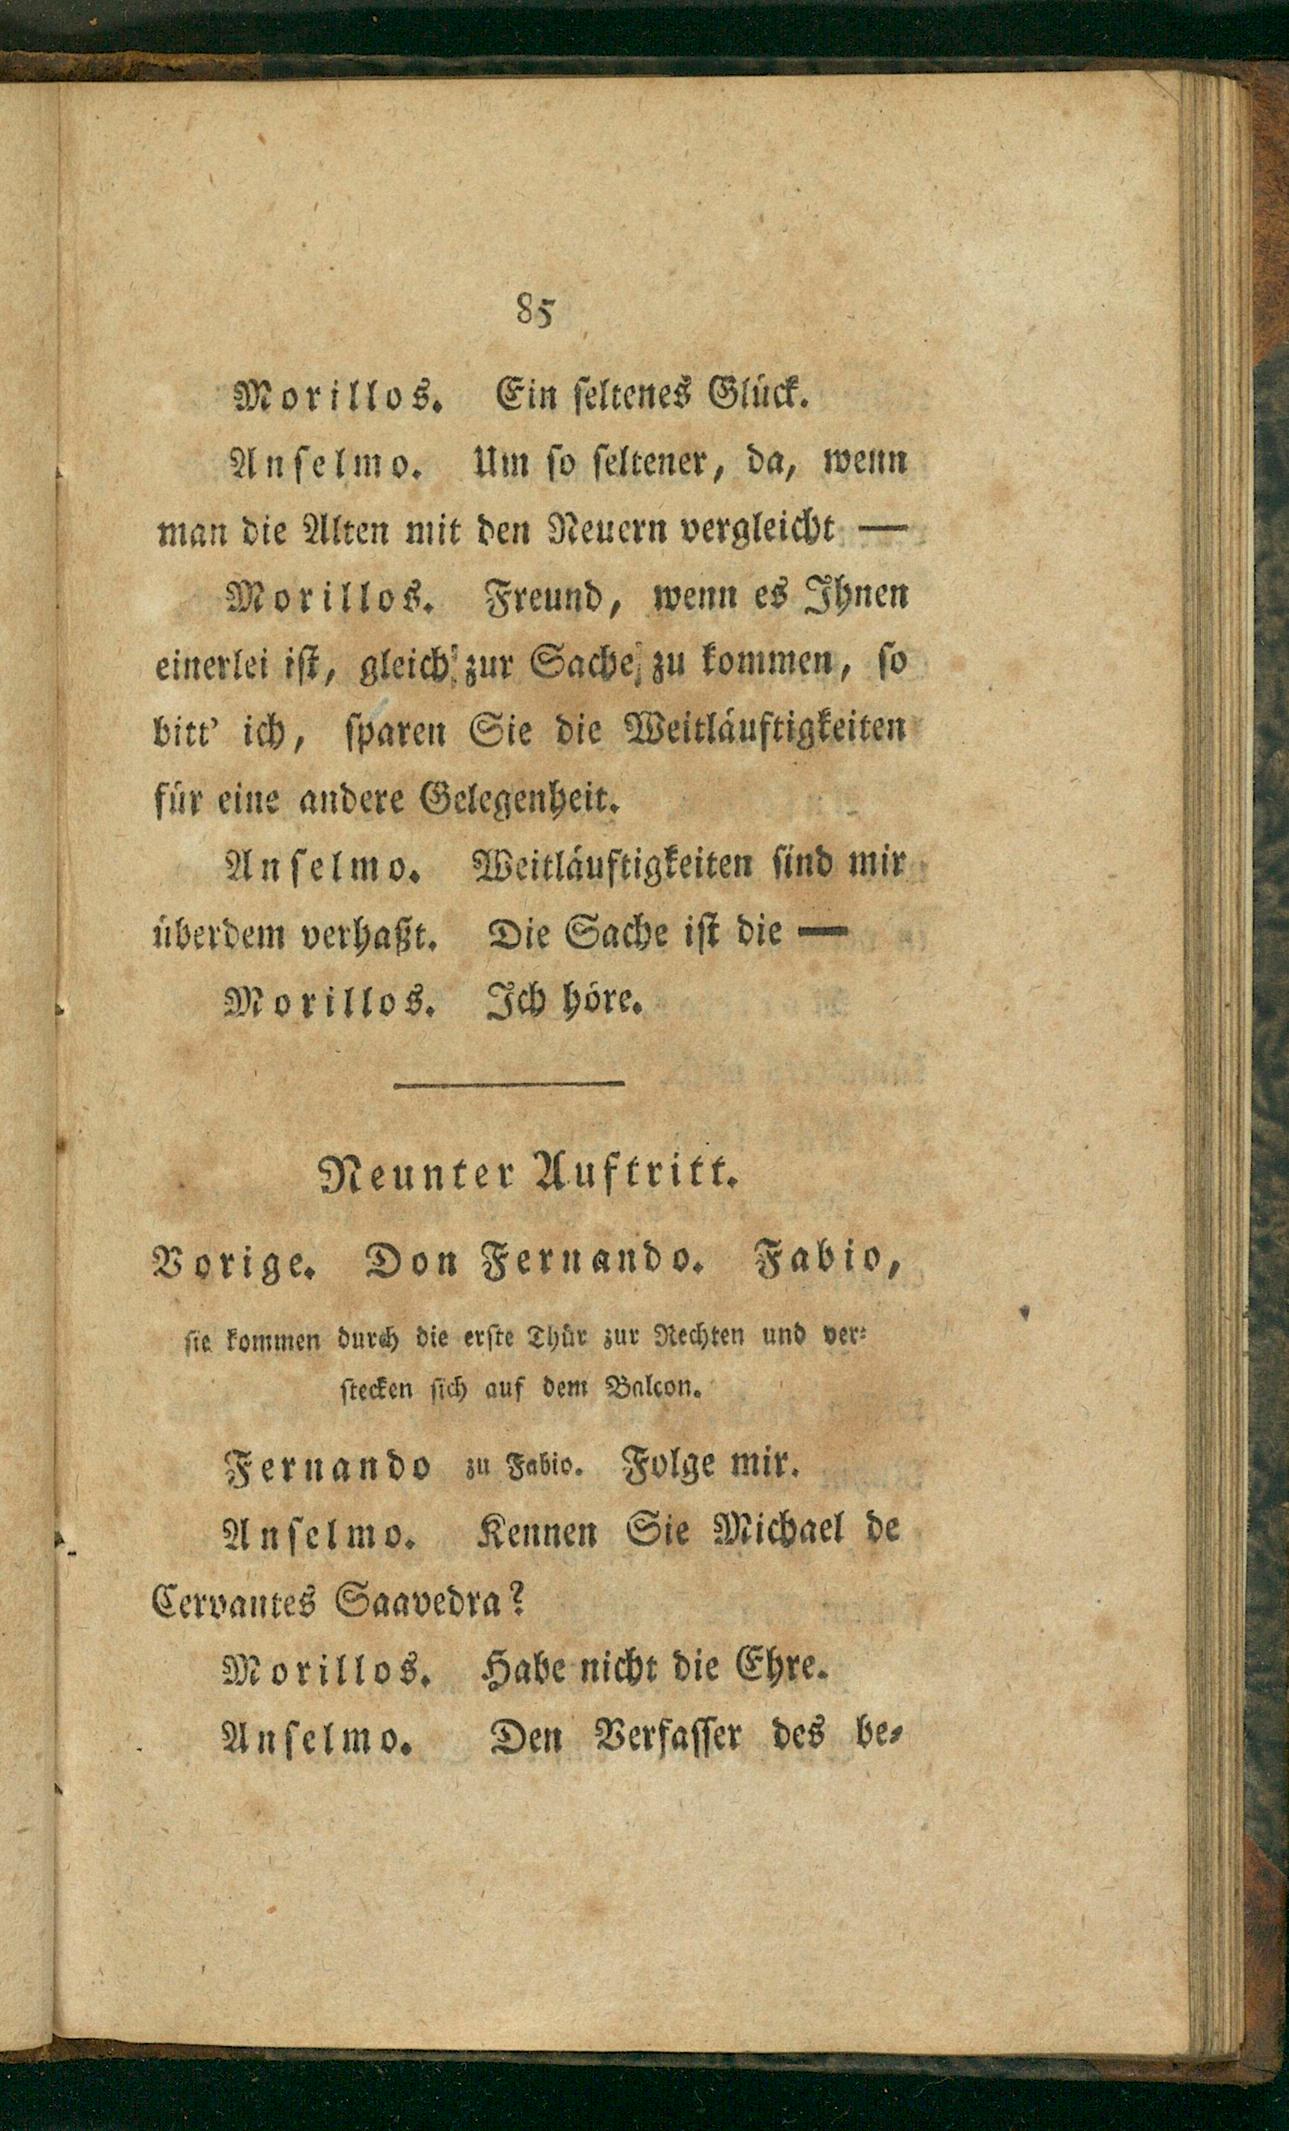 85
Morillos. Ein seltenes Glück.
Anselmo. Um so seltener, da, wenn
man die Alten mit den Neuern vergleicht —
Morillos. Freund, wenn es Ihnen
einerlei ist, gleich zur Sache zu kommen, so
bitt' ich, sparen Sie die Weitläuftigkeiten
für eine andere Gelegenheit.
Anselmo. Weitläuftigkeiten sind mir
überdem verhaßt. Die Sache ist die —
Morillos. Ich höre.
Neunter Auftritt.
Vorige. Don Fernando. Fabio,
sie kommen durch die erste Thür zur Rechten und ver-
stecken sich auf dem Balcon.
Fernando zu Fabio. Folge mir.
Anselmo. Kennen Sie Michael de
Cervantes Saavedra?
Morillos. Habe nicht die Ehre.
Anselmo. Den Verfasser des be-